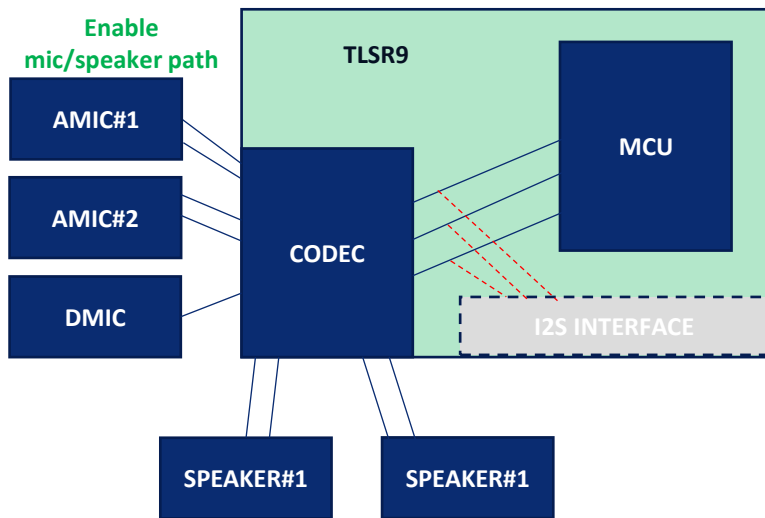 Enable
mic/speaker path
TLSR9
AMIC#1
MCU
AMIC#2
CODEC
DMIC
I2S INTERFACE
SPEAKER#1
SPEAKER#1